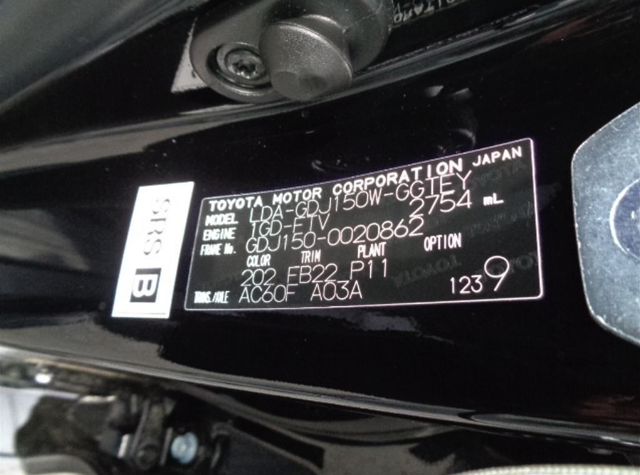 TOYOTA MOTOR CORPORATION JAPAN
MODEL LDA-GDJ150W-GGTEY
ENGINE 1GD-FTV 2754 mL
FRAME No. GDJ150-0020862
COLOR TRIM PLANT OPTION
202 FB22 P11
TRANS./AXLE AC60F A03A 1239
SRS B